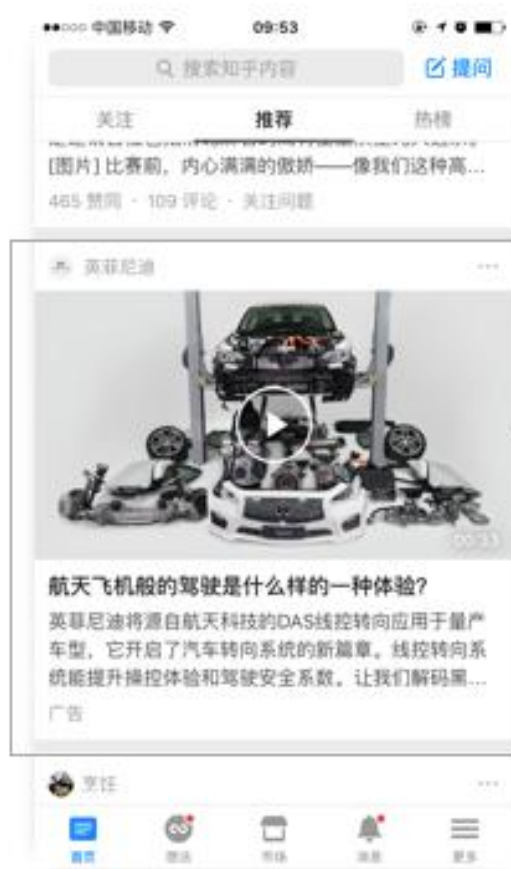 中国移动 09:53
搜索知乎内容 提问
关注 推荐 热榜
[图片] 比赛前，内心满满的傲娇——像我们这种高...
465 赞同 · 109 评论 · 关注问题
英菲尼迪
航天飞机般的驾驶是什么样的一种体验?
英菲尼迪将源自航天科技的DAS线控转向应用于量产
车型，它开启了汽车转向系统的新篇章。线控转向系
统能提升操控体验和驾驶安全系数。让我们解码黑...
广告
烹饪
首页 想法 市场 消息 更多